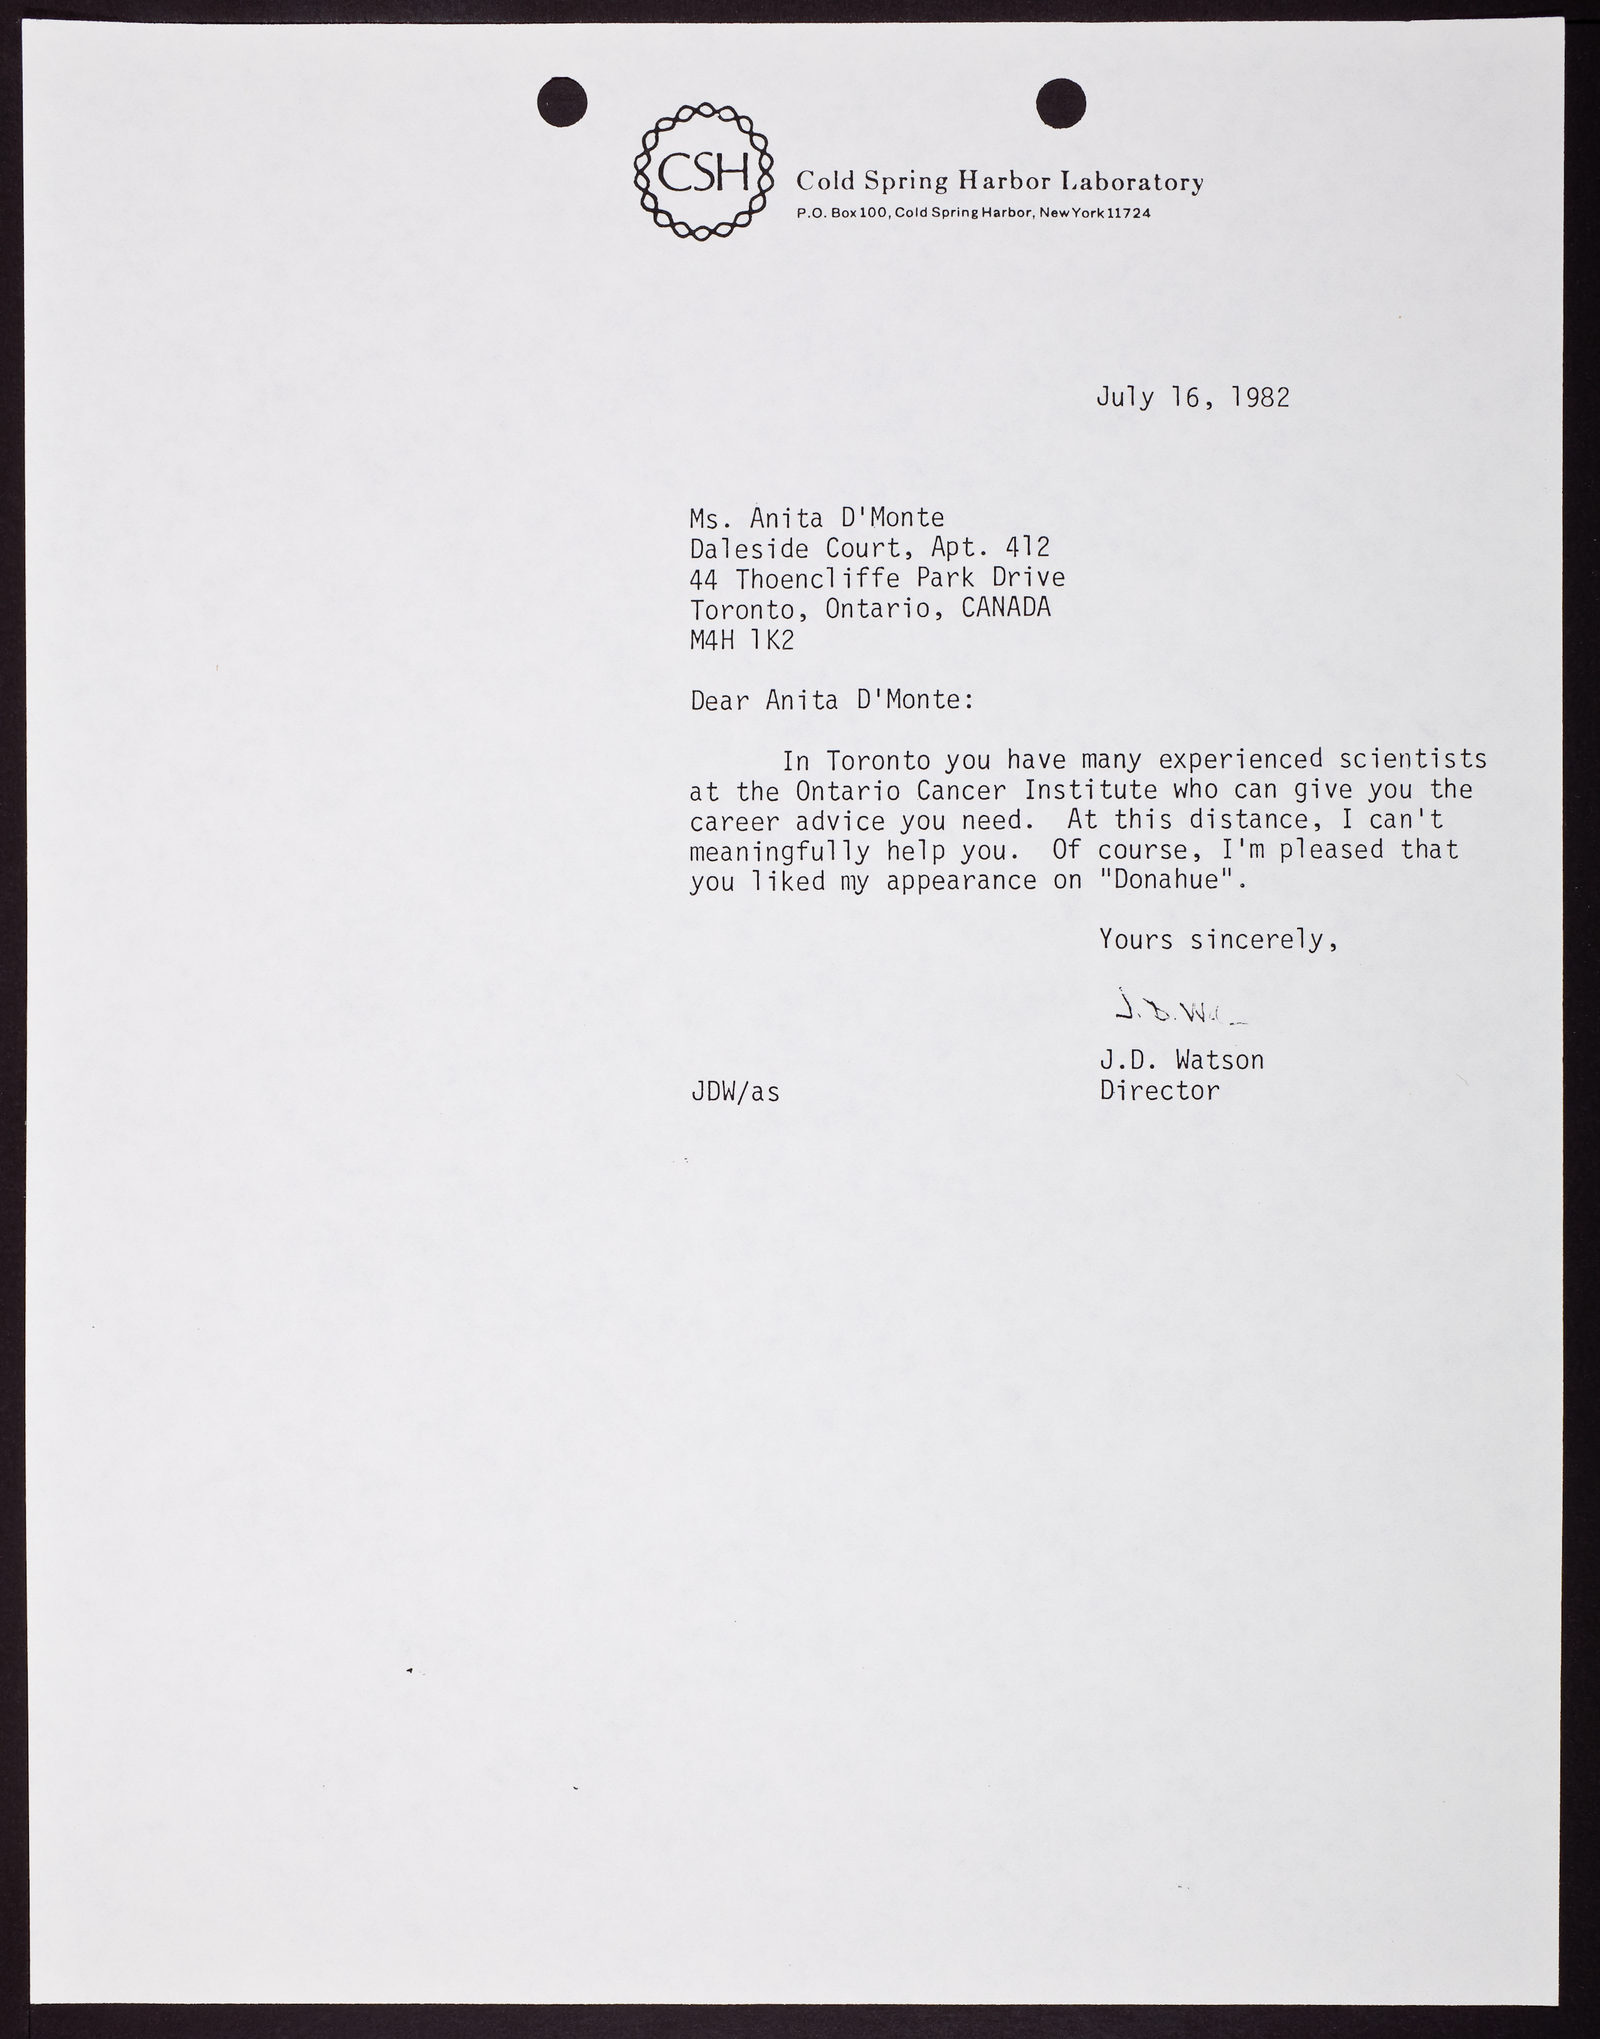 CSH
Cold Spring Harbor Laboratory
P.O. Box 100, Cold Spring Harbor, New York 11724
July 16, 1982
Ms. Anita D'Monte
Daleside Court, Apt. 412
44 Thoencliffe Park Drive
Toronto, Ontario, CANADA
M4H 1K2
Dear Anita D'Monte:
In Toronto you have many experienced scientists
at the Ontario Cancer Institute who can give you the
career advice you need. At this distance, I can't
meaningfully help you. Of course, I'm pleased that
you liked my appearance on "Donahue".
Yours sincerely,
J. D. W
J.D. Watson
JDW/as Director